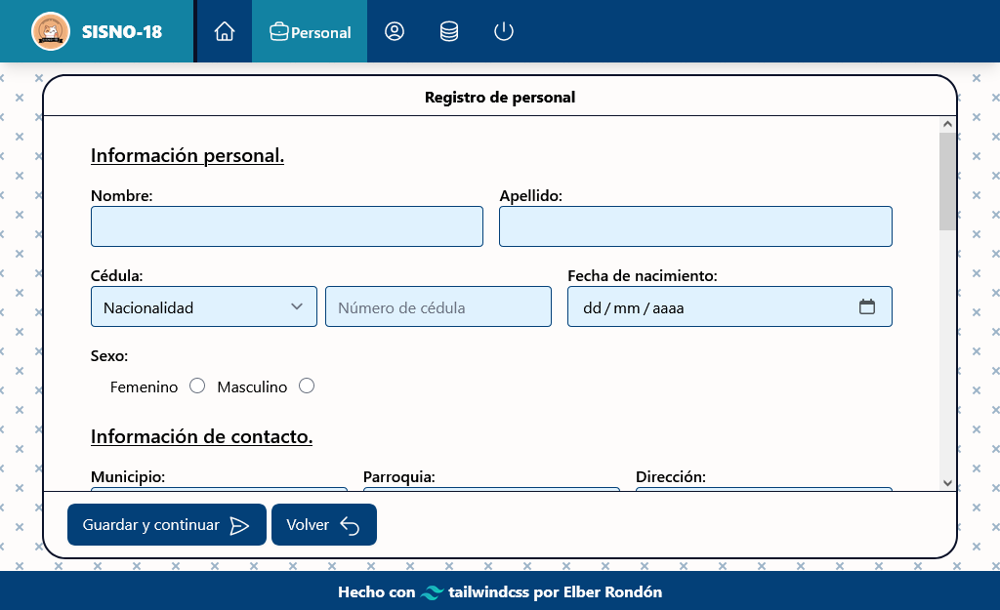 SISNO-18
Personal
Registro de personal
Información personal.
Nombre: Apellido:
Cédula: Fecha de nacimiento:
Nacionalidad Número de cédula dd/mm/aaaa
Sexo:
Femenino Masculino
Información de contacto.
Municipio: Parroquia: Dirección:
Guardar y continuar Volver
Hecho con tailwindcss por Elber Rondón